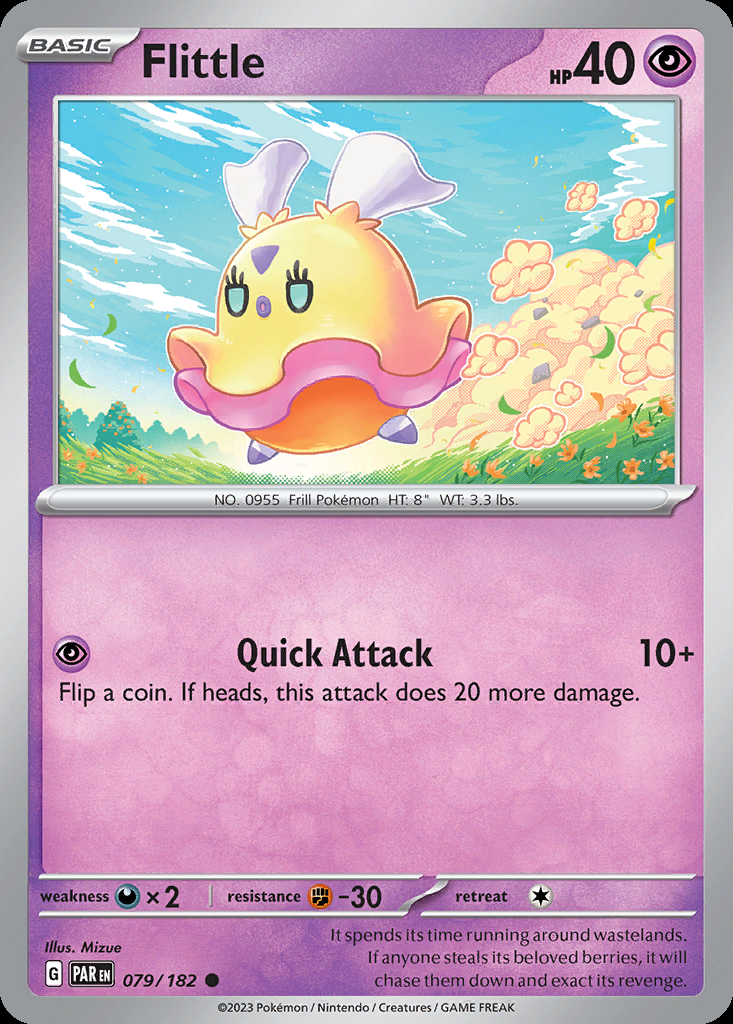 BASIC
Flittle
HP 40
NO. 0955 Frill Pokémon HT: 8" WT: 3.3 lbs.
Quick Attack 10+
Flip a coin. If heads, this attack does 20 more damage.
weakness ×2 resistance -30 retreat
Illus. Mizue
It spends its time running around wastelands.
If anyone steals its beloved berries, it will
chase them down and exact its revenge.
G PAR EN 079/182
©2023 Pokémon / Nintendo / Creatures / GAME FREAK